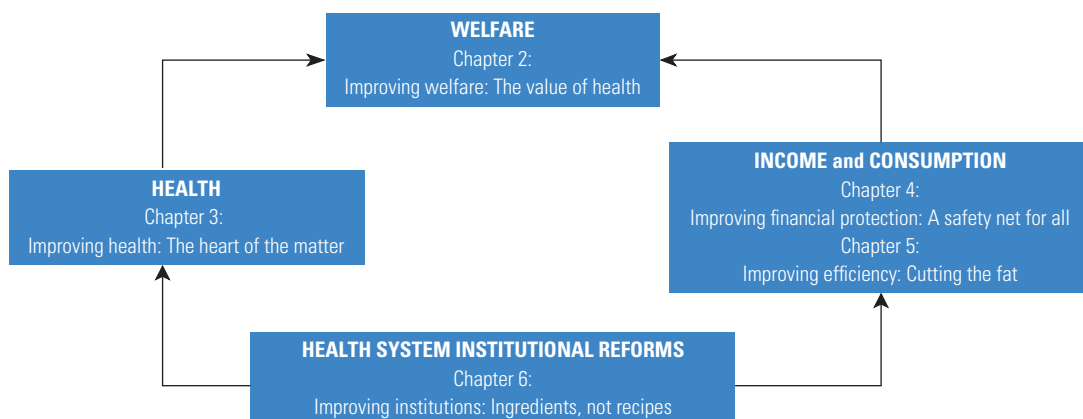 WELFARE
Chapter 2:
Improving welfare: The value of health
HEALTH
Chapter 3:
Improving health: The heart of the matter
INCOME and CONSUMPTION
Chapter 4:
Improving financial protection: A safety net for all
Chapter 5:
Improving efficiency: Cutting the fat
HEALTH SYSTEM INSTITUTIONAL REFORMS
Chapter 6:
Improving institutions: Ingredients, not recipes